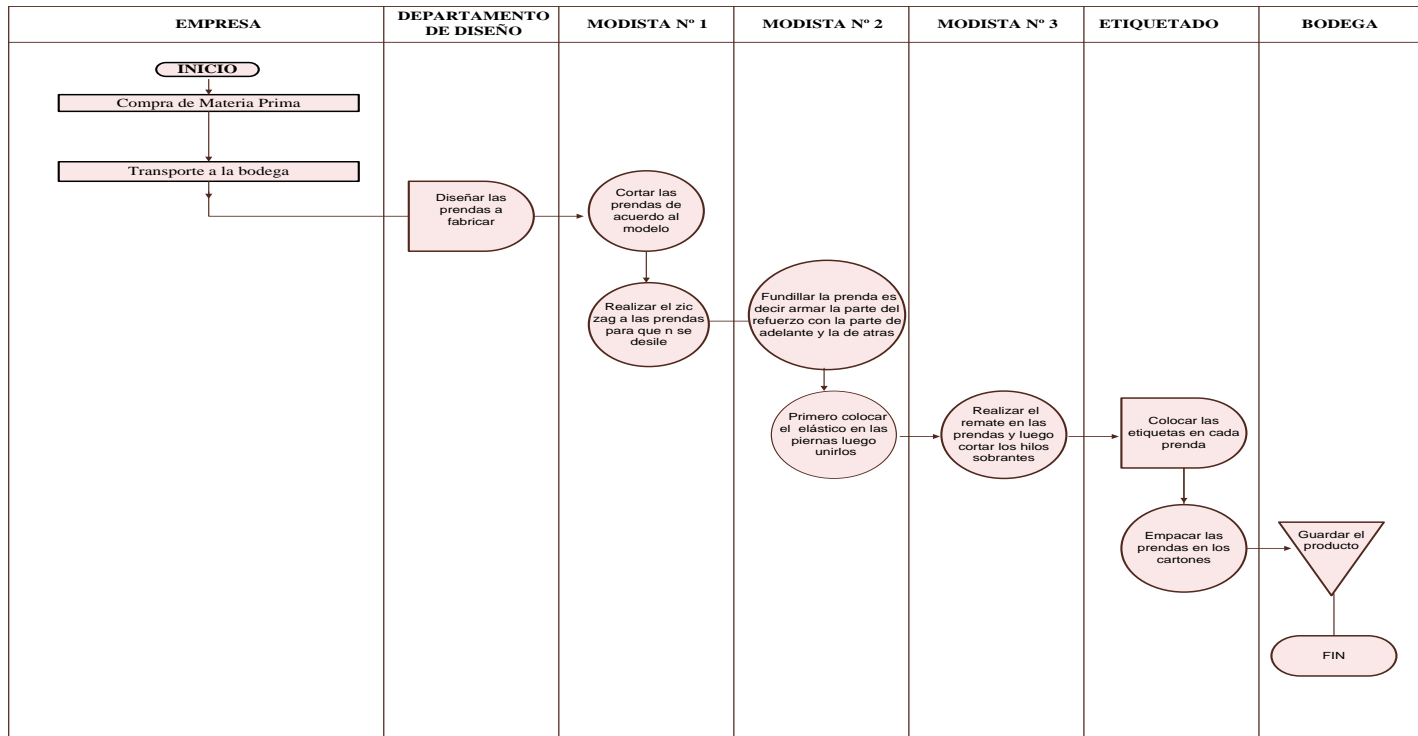 EMPRESA
DEPARTAMENTO
DE DISEÑO
MODISTA Nº 1
MODISTA Nº 2
MODISTA Nº 3
ETIQUETADO
BODEGA
INICIO
Compra de Materia Prima
Transporte a la bodega
Diseñar las
prendas a
fabricar
Cortar las
prendas de
acuerdo al
modelo
Realizar el zic
zag a las prendas
para que n se
desile
Fundillar la prenda es
decir armar la parte del
refuerzo con la parte de
adelante y la de atras
Primero colocar
el elástico en las
piernas luego
unirlos
Realizar el
remate en las
prendas y luego
cortar los hilos
sobrantes
Colocar las
etiquetas en cada
prenda
Empacar las
prendas en los
cartones
Guardar el
producto
FIN